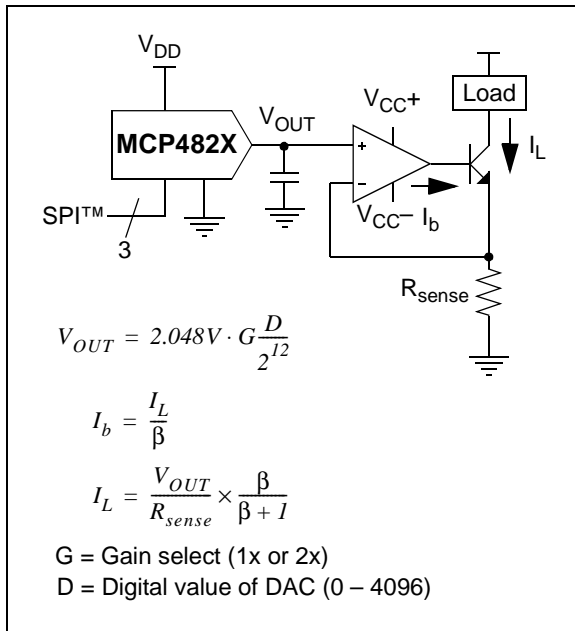 V_DD
V_CC+
Load
MCP482X
V_OUT
+
I_L
–
SPI™
3
V_CC–
I_b
R_sense
V_OUT = 2.048V · G D/2^12
I_b = I_L/β
I_L = V_OUT/R_sense × β/(β + 1)
G = Gain select (1x or 2x)
D = Digital value of DAC (0 – 4096)